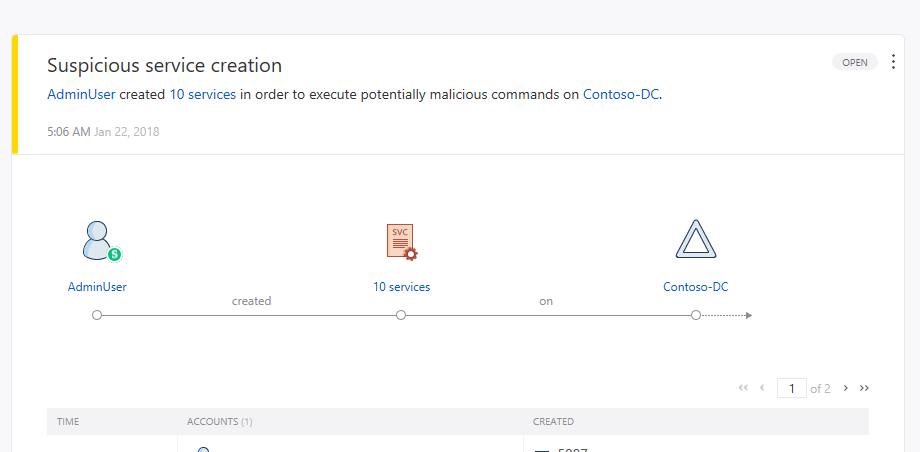 Suspicious service creation
OPEN
AdminUser created 10 services in order to execute potentially malicious commands on Contoso-DC.
5:06 AM Jan 22, 2018
S
SVC
AdminUser
10 services
Contoso-DC
created
on
1 of 2
TIME
ACCOUNTS (1)
CREATED